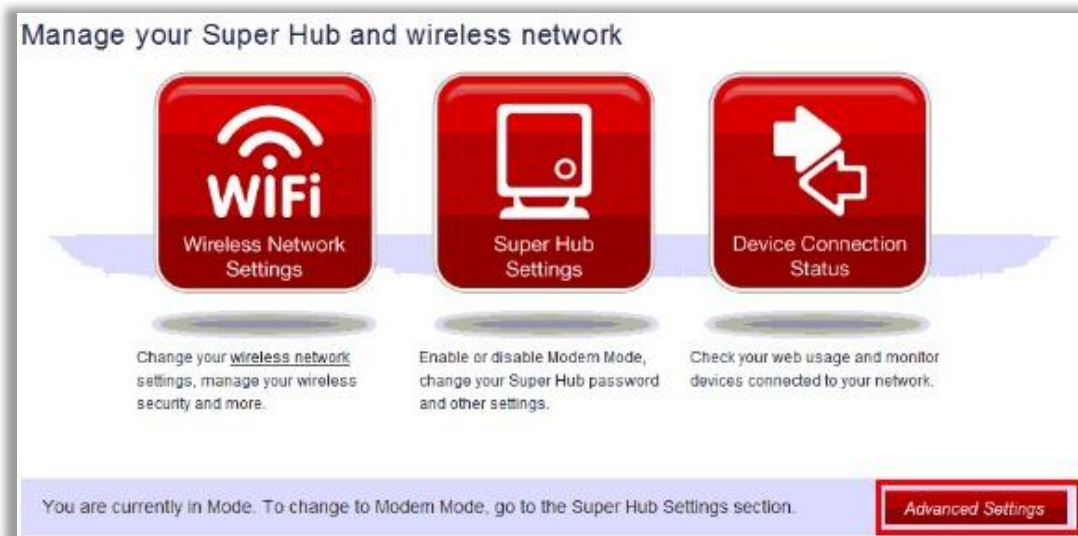 Manage your Super Hub and wireless network
WiFi
Wireless Network
Settings
Super Hub
Settings
Device Connection
Status
Change your wireless network
settings, manage your wireless
security and more.
Enable or disable Modem Mode,
change your Super Hub password
and other settings.
Check your web usage and monitor
devices connected to your network.
You are currently in Mode. To change to Modem Mode, go to the Super Hub Settings section.
Advanced Settings